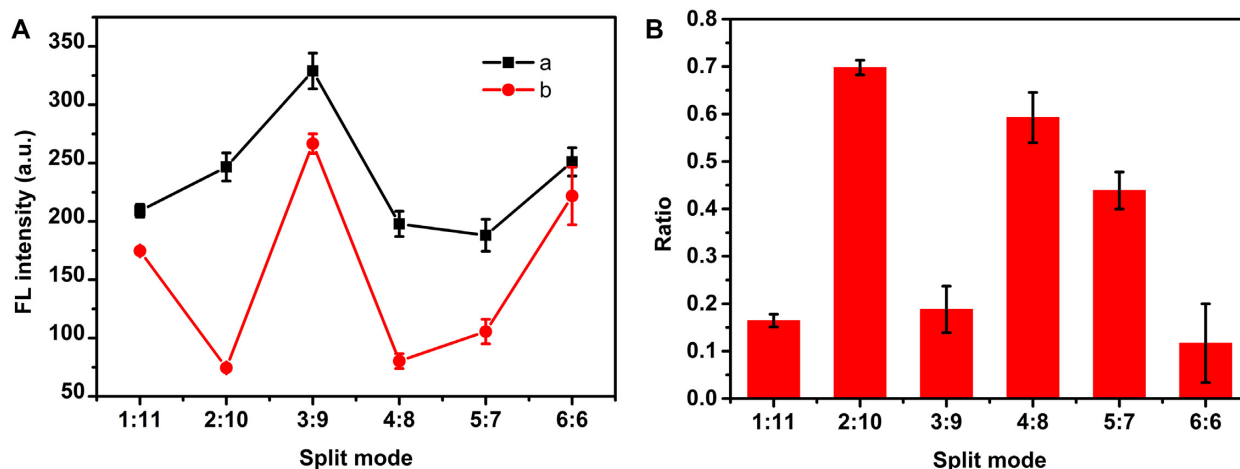 A
FL intensity (a.u.)
350
300
250
200
150
100
50
a
b
1:11 2:10 3:9 4:8 5:7 6:6
Split mode
B
Ratio
0.8
0.7
0.6
0.5
0.4
0.3
0.2
0.1
0.0
1:11 2:10 3:9 4:8 5:7 6:6
Split mode